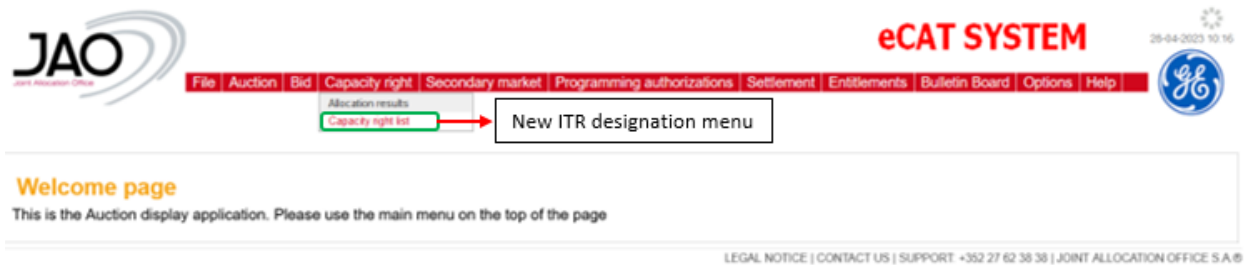 JAO
Joint Allocation Office
eCAT SYSTEM
28-04-2023 10:16
File Auction Bid Capacity right Secondary market Programming authorizations Settlement Entitlements Bulletin Board Options Help
Allocation results
Capacity right list
New ITR designation menu
Welcome page
This is the Auction display application. Please use the main menu on the top of the page
LEGAL NOTICE | CONTACT US | SUPPORT: +352 27 62 38 38 | JOINT ALLOCATION OFFICE S.A.®